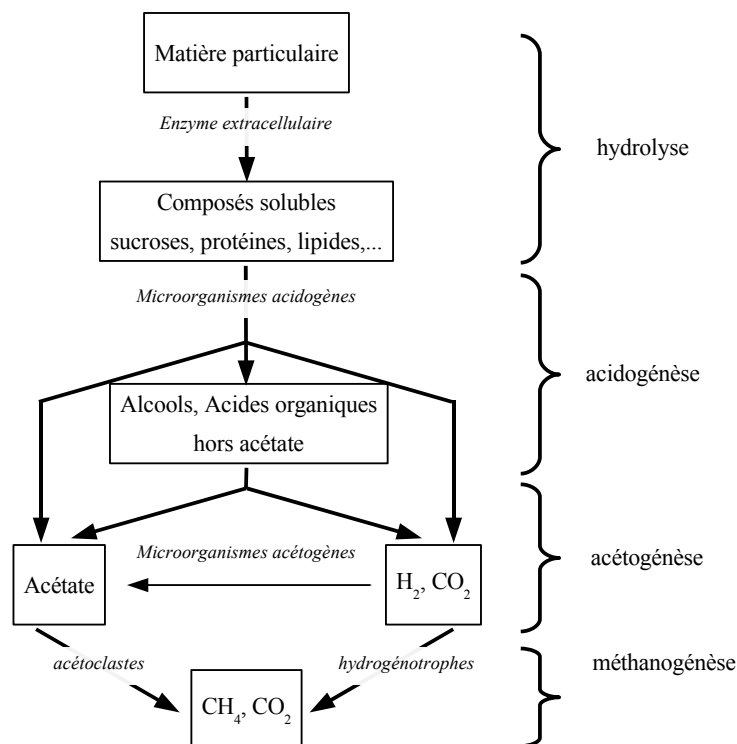 Matière particulaire
Enzyme extracellulaire
hydrolyse
Composés solubles
sucroses, protéines, lipides,...
Microorganismes acidogènes
acidogénèse
Alcools, Acides organiques
hors acétate
Microorganismes acétogènes
acétogénèse
Acétate
H₂, CO₂
acétoclastes
hydrogénotrophes
méthanogénèse
CH₄, CO₂